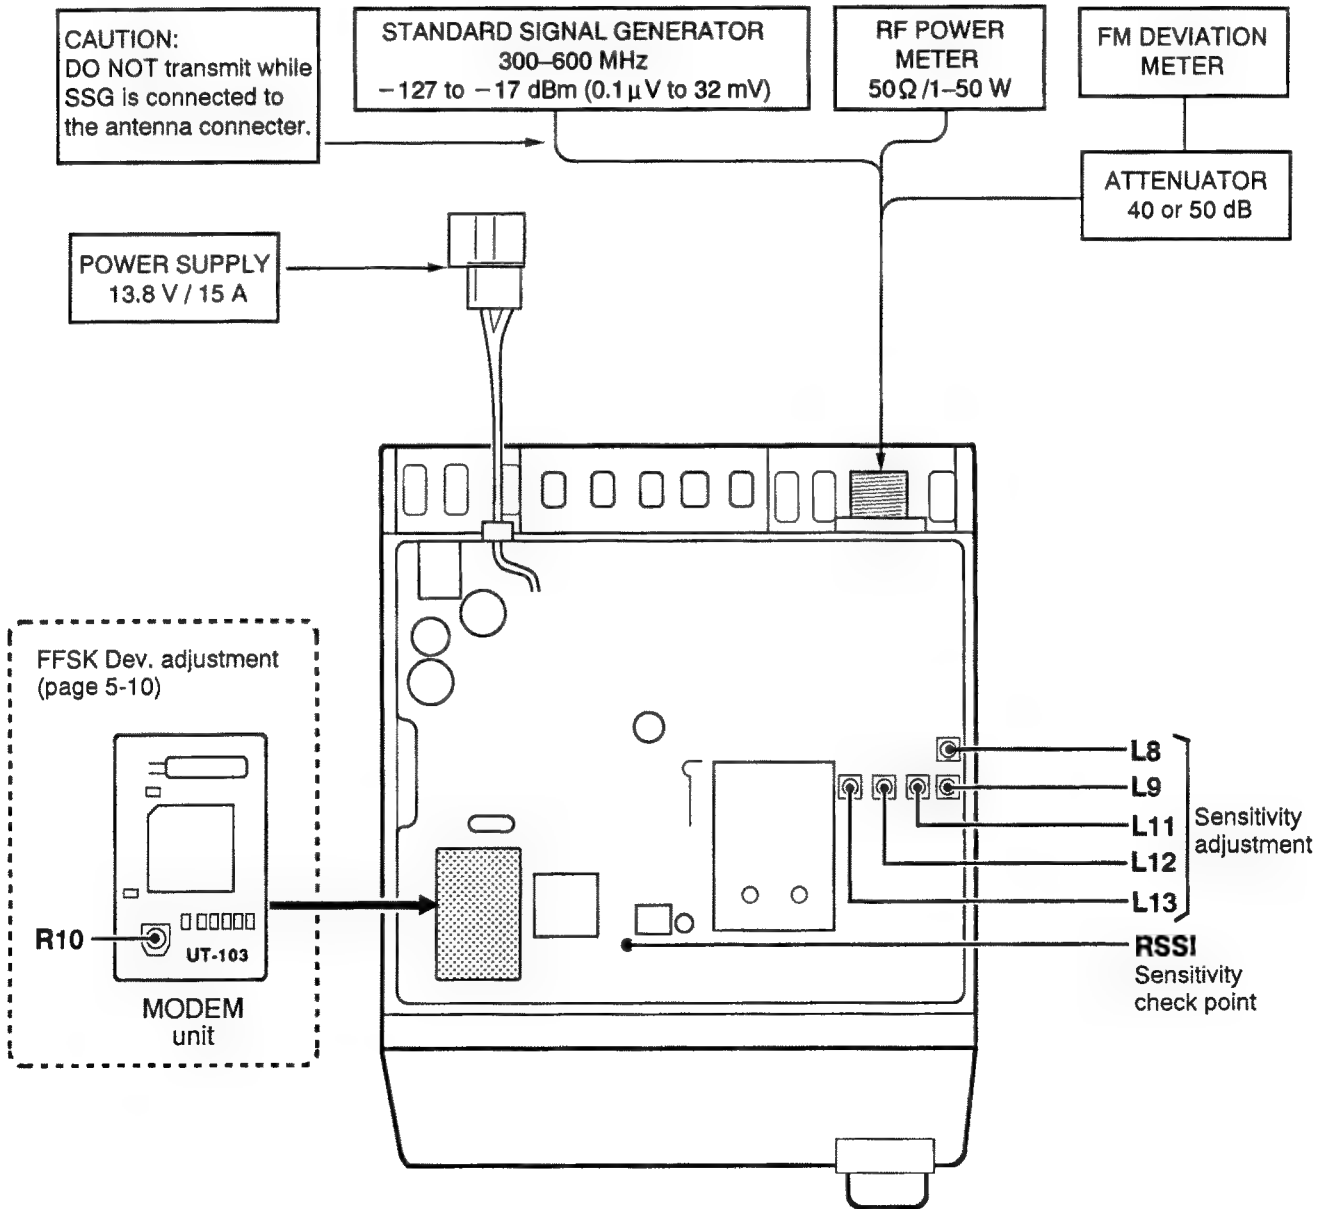 CAUTION:
DO NOT transmit while
SSG is connected to
the antenna connecter.
STANDARD SIGNAL GENERATOR
300–600 MHz
−127 to −17 dBm (0.1 μV to 32 mV)
RF POWER
METER
50Ω/1–50 W
FM DEVIATION
METER
ATTENUATOR
40 or 50 dB
POWER SUPPLY
13.8 V / 15 A
FFSK Dev. adjustment
(page 5-10)
R10
UT-103
MODEM
unit
L8
L9
L11
L12
L13
Sensitivity
adjustment
RSSI
Sensitivity
check point